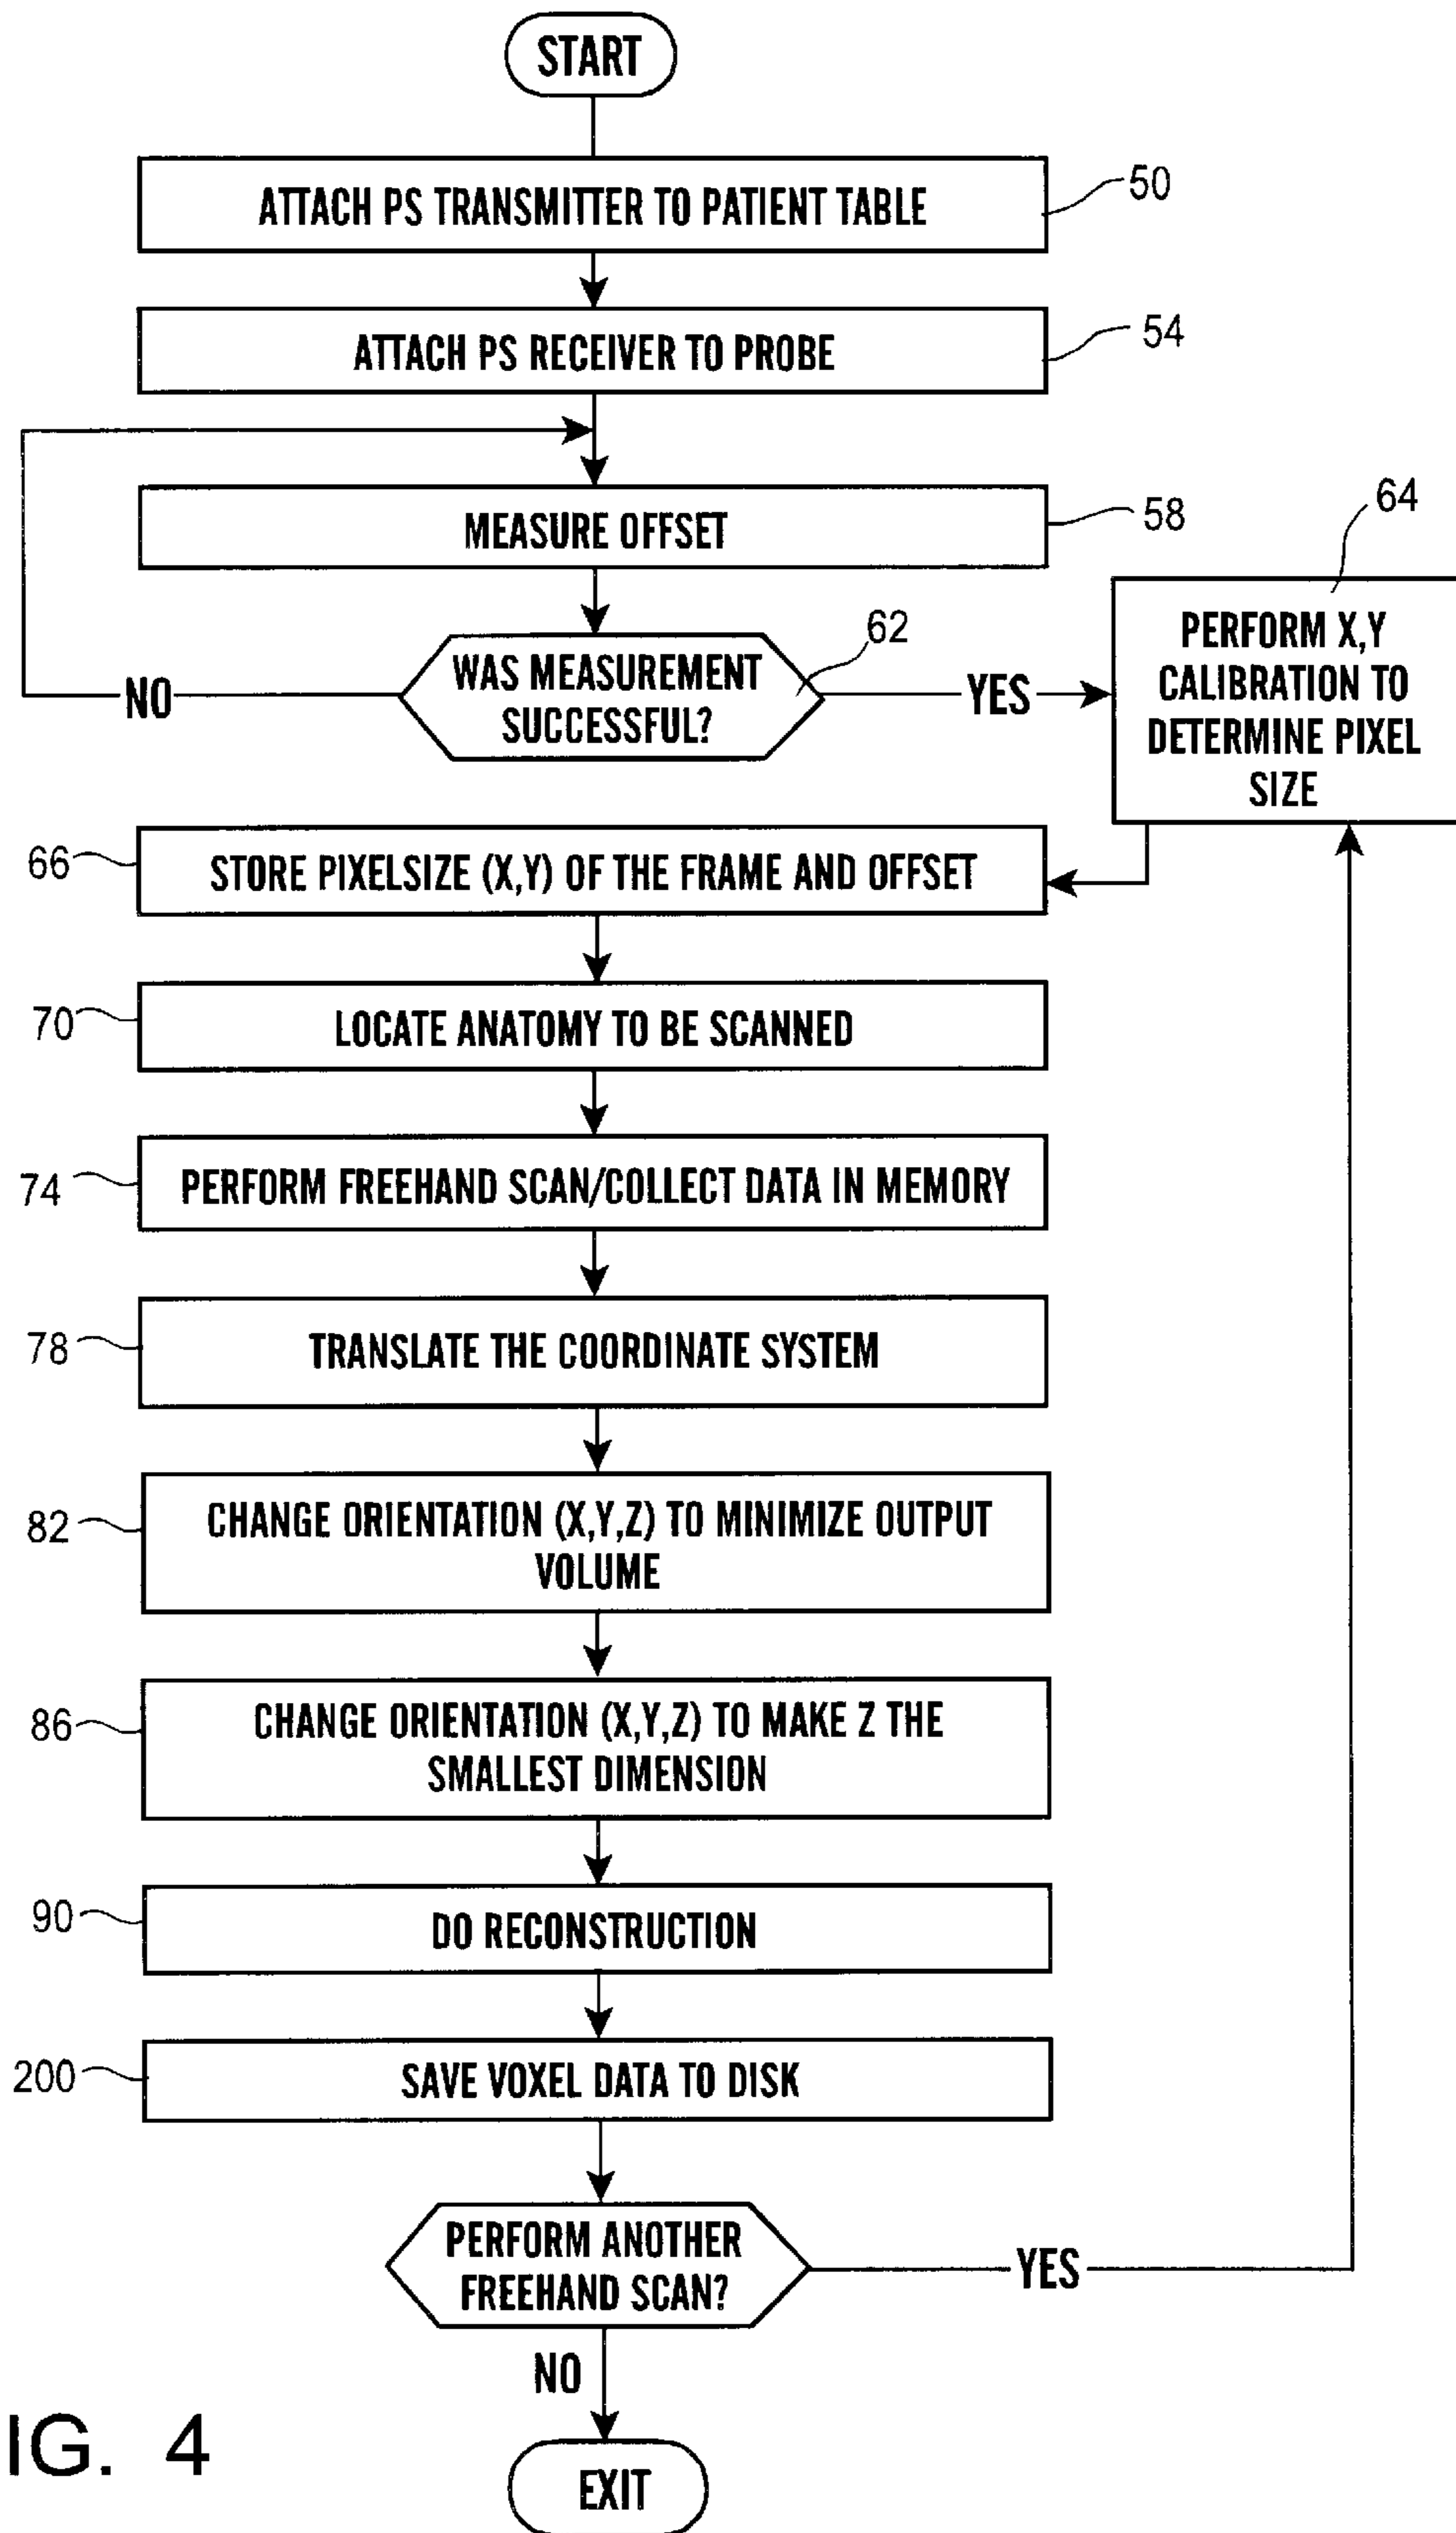 START
ATTACH PS TRANSMITTER TO PATIENT TABLE
50
ATTACH PS RECEIVER TO PROBE
54
MEASURE OFFSET
58
WAS MEASUREMENT
SUCCESSFUL?
62
NO
YES
64
PERFORM X,Y
CALIBRATION TO
DETERMINE PIXEL
SIZE
66
STORE PIXELSIZE (X,Y) OF THE FRAME AND OFFSET
70
LOCATE ANATOMY TO BE SCANNED
74
PERFORM FREEHAND SCAN/COLLECT DATA IN MEMORY
78
TRANSLATE THE COORDINATE SYSTEM
82
CHANGE ORIENTATION (X,Y,Z) TO MINIMIZE OUTPUT
VOLUME
86
CHANGE ORIENTATION (X,Y,Z) TO MAKE Z THE
SMALLEST DIMENSION
90
DO RECONSTRUCTION
200
SAVE VOXEL DATA TO DISK
PERFORM ANOTHER
FREEHAND SCAN?
YES
NO
EXIT
IG. 4